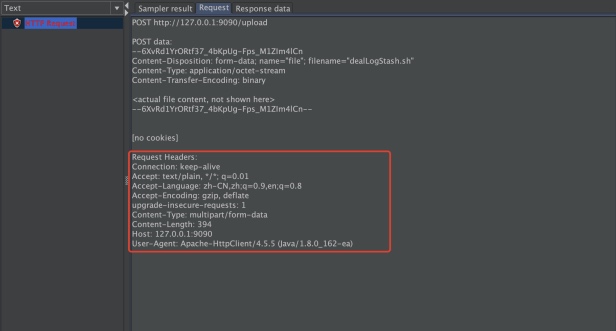 Text
Sampler result Request Response data
HTTP Request
POST http://127.0.0.1:9090/upload
POST data:
--6XvRd1YrORtf37_4bKpUg-Fps_M1ZIm4lCn
Content-Disposition: form-data; name="file"; filename="dealLogStash.sh"
Content-Type: application/octet-stream
Content-Transfer-Encoding: binary
<actual file content, not shown here>
--6XvRd1YrORtf37_4bKpUg-Fps_M1ZIm4lCn--
[no cookies]
Request Headers:
Connection: keep-alive
Accept: text/plain, */*; q=0.01
Accept-Language: zh-CN,zh;q=0.9,en;q=0.8
Accept-Encoding: gzip, deflate
upgrade-insecure-requests: 1
Content-Type: multipart/form-data
Content-Length: 394
Host: 127.0.0.1:9090
User-Agent: Apache-HttpClient/4.5.5 (Java/1.8.0_162-ea)